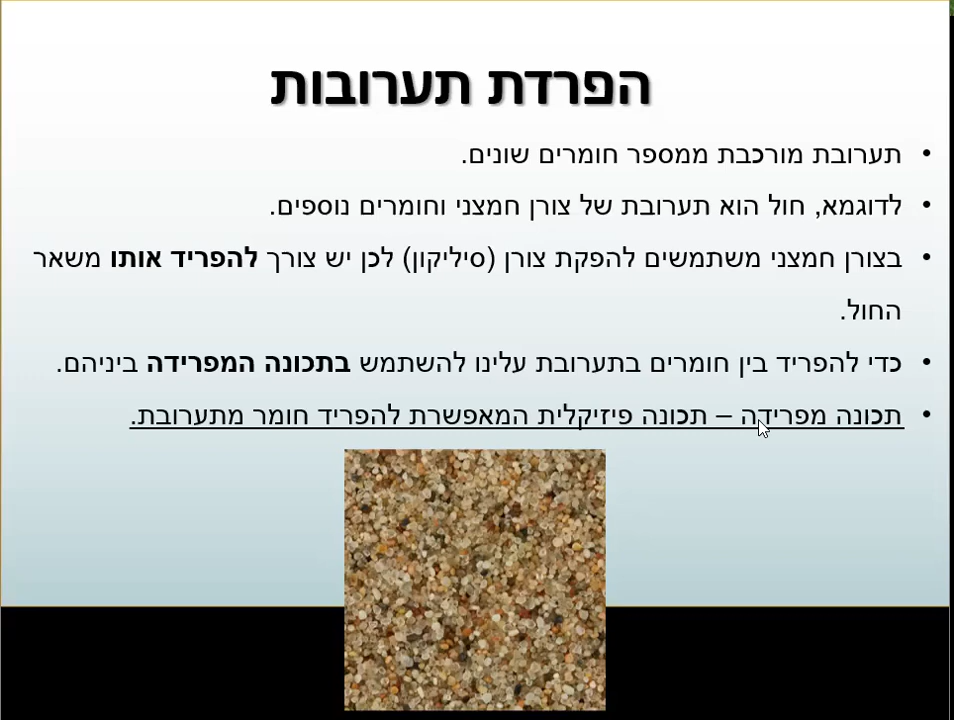 הפרדת תערובות
• תערובת מורכבת ממספר חומרים שונים.
• לדוגמא, חול הוא תערובת של צורן חמצני וחומרים נוספים.
• בצורן חמצני משתמשים להפקת צורן (סיליקון) לכן יש צורך להפריד אותו משאר
החול.
• כדי להפריד בין חומרים בתערובת עלינו להשתמש בתכונה המפרידה ביניהם.
• תכונה מפרידה – תכונה פיזיקלית המאפשרת להפריד חומר מתערובת.